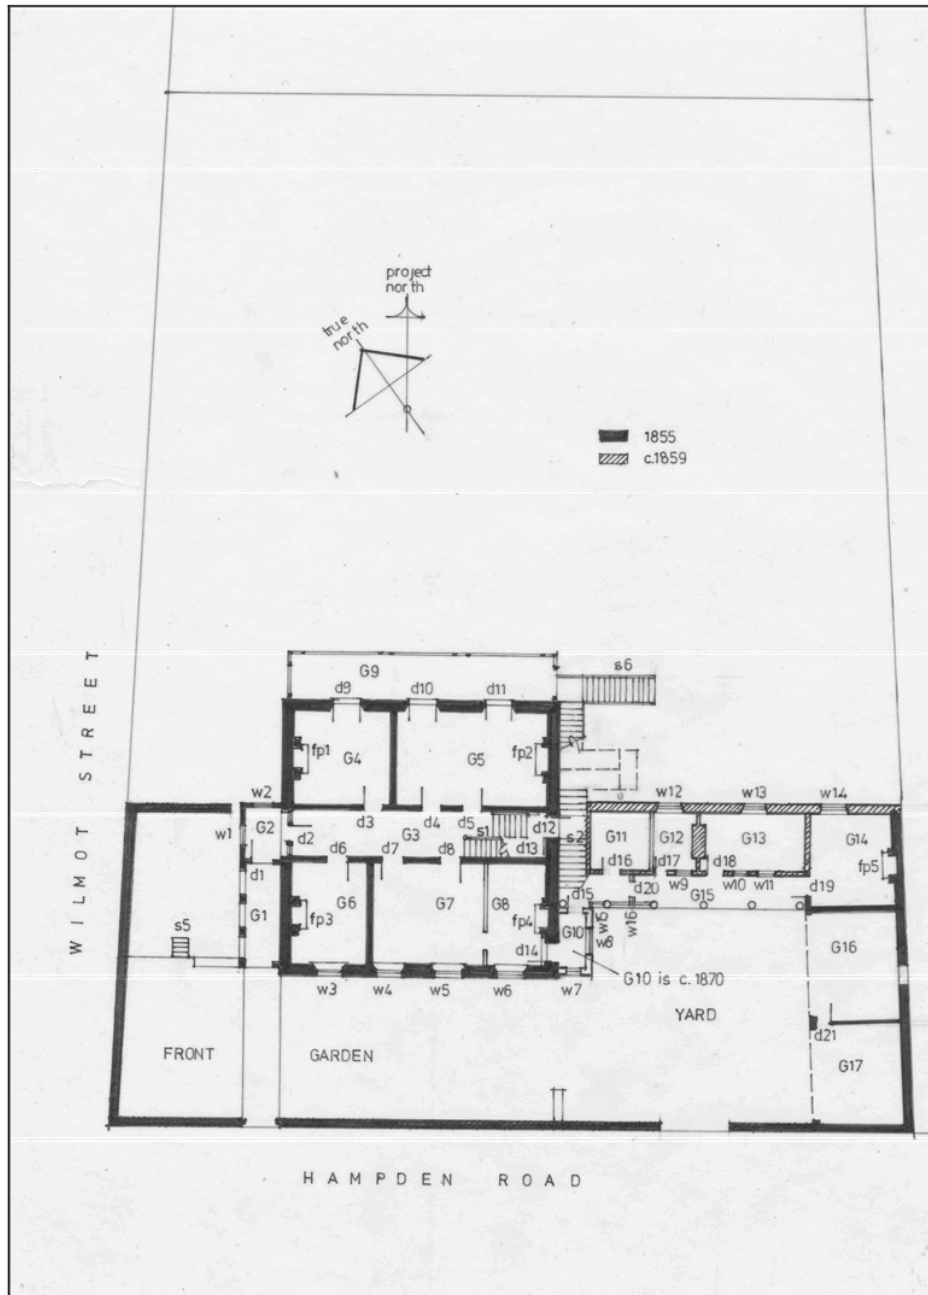 project
north
true
north
1855
c.1859
WILMOT STREET
G9
s6
d9 d10 d11
fp1 G4 G5 fp2
w2
w12 w13 w14
w1 G2 d2 d3 G3 d4 d5 s1 d12 s2 G11 G12 G13 G14
d13
d1 d6 d7 d8 d16 d17 w9 d18 w10 w11 fp5
G1 fp3 G6 G7 G8 fp4 d15 d20 G15 d19
s5 d14 G10 w15 w8 w16 G16
w3 w4 w5 w6 w7 G10 is c.1870
YARD
d21
FRONT GARDEN G17
HAMPDEN ROAD